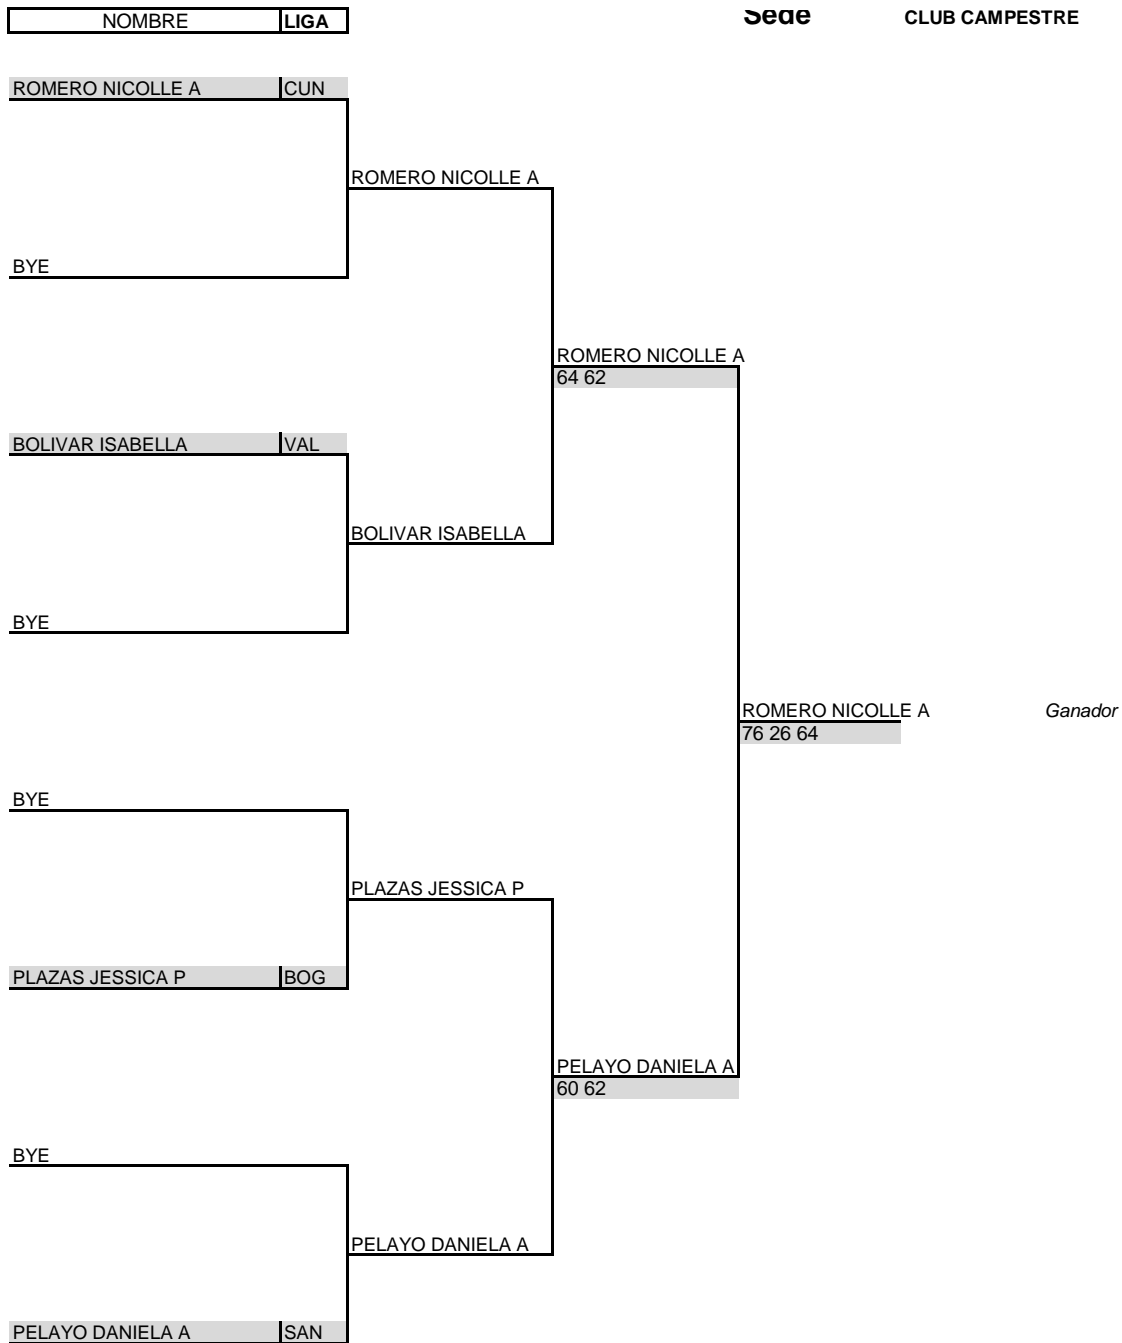 NOMBRE LIGA Sede CLUB CAMPESTRE
ROMERO NICOLLE A CUN
ROMERO NICOLLE A
BYE
ROMERO NICOLLE A
64 62
BOLIVAR ISABELLA VAL
BOLIVAR ISABELLA
BYE
ROMERO NICOLLE A Ganador
76 26 64
BYE
PLAZAS JESSICA P
PLAZAS JESSICA P BOG
PELAYO DANIELA A
60 62
BYE
PELAYO DANIELA A
PELAYO DANIELA A SAN